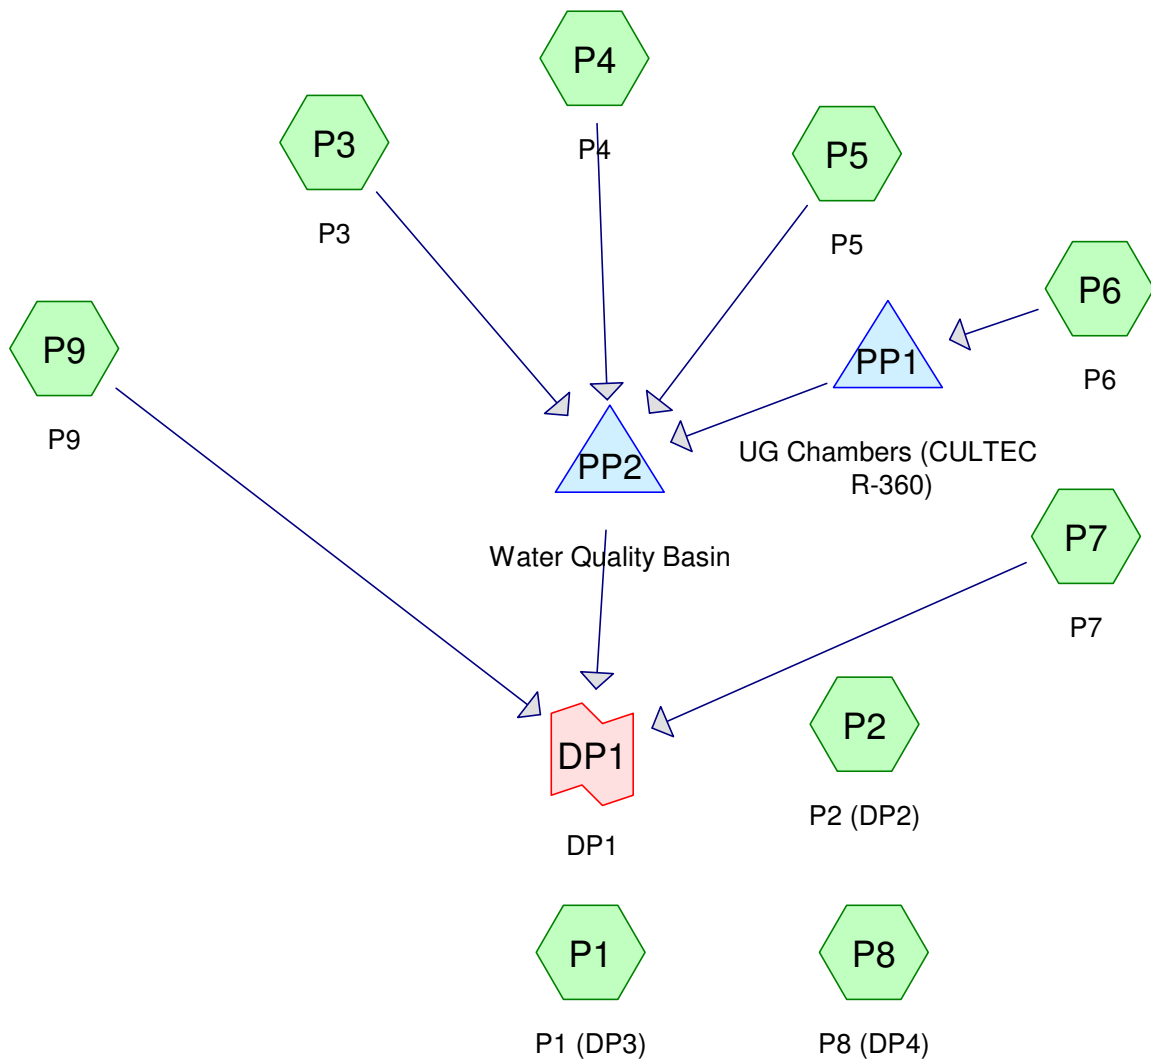 P4
P4
P3
P3
P5
P5
P6
P6
P9
P9
PP1
UG Chambers (CULTEC
R-360)
PP2
Water Quality Basin
P7
P7
P2
P2 (DP2)
DP1
DP1
P1
P1 (DP3)
P8
P8 (DP4)